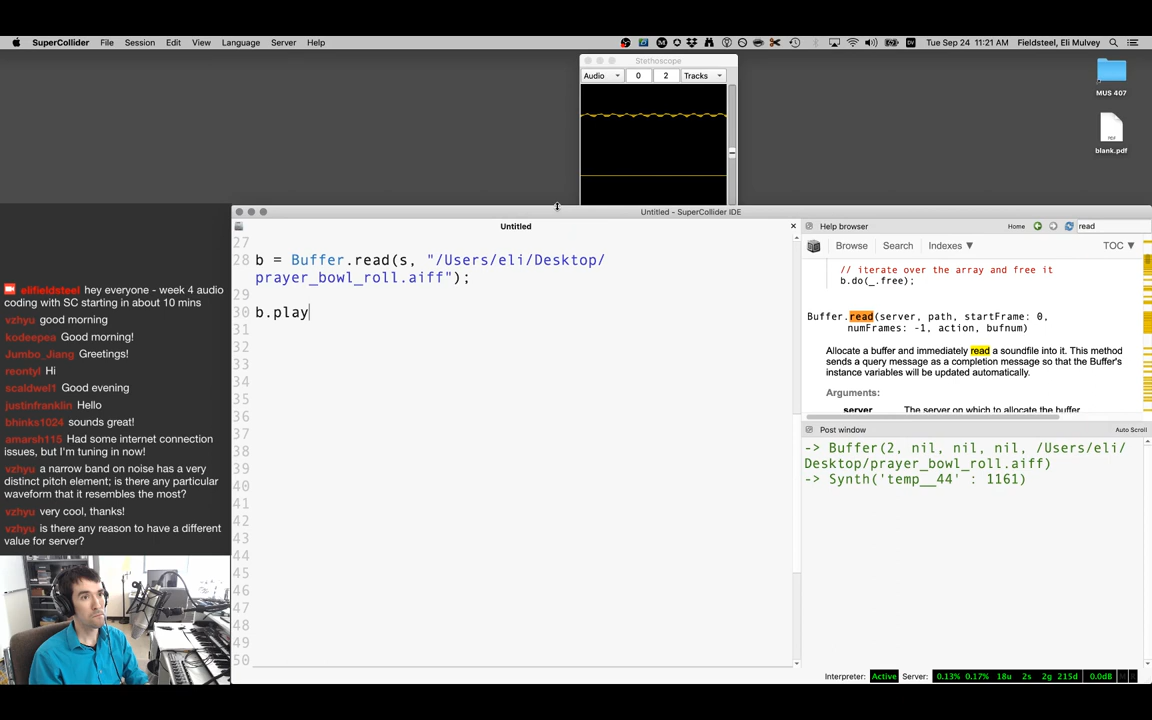 SuperCollider File Session Edit View Language Server Help
Tue Sep 24 11:21 AM Fieldsteel, Eli Mulvey
Stethoscope
Audio 0 2 Tracks
MUS 407
blank.pdf
Untitled - SuperCollider IDE
Untitled
27
28 b = Buffer.read(s, "/Users/eli/Desktop/
prayer_bowl_roll.aiff");
29
30 b.play
31
32
33
34
35
36
37
38
39
40
41
42
43
44
45
46
47
48
49
50
elifieldsteel hey everyone - week 4 audio
coding with SC starting in about 10 mins
vzhyu good morning
kodeepea Good morning!
Jumbo_Jiang Greetings!
reontyl Hi
scaldwel1 Good evening
justinfranklin Hello
bhinks1024 sounds great!
amarsh115 Had some internet connection
issues, but I'm tuning in now!
vzhyu a narrow band on noise has a very
distinct pitch element; is there any particular
waveform that it resembles the most?
vzhyu very cool, thanks!
vzhyu is there any reason to have a different
value for server?
Help browser Home read
Browse Search Indexes ▼ TOC ▼
// iterate over the array and free it
b.do(_.free);
Buffer.read(server, path, startFrame: 0,
numFrames: -1, action, bufnum)
Allocate a buffer and immediately read a soundfile into it. This method
sends a query message as a completion message so that the Buffer's
instance variables will be updated automatically.
Arguments:
server The server on which to allocate the buffer
Post window Auto Scroll
-> Buffer(2, nil, nil, nil, /Users/eli/
Desktop/prayer_bowl_roll.aiff)
-> Synth('temp__44' : 1161)
Interpreter: Active Server: 0.13% 0.17% 18u 2s 2g 215d 0.0dB